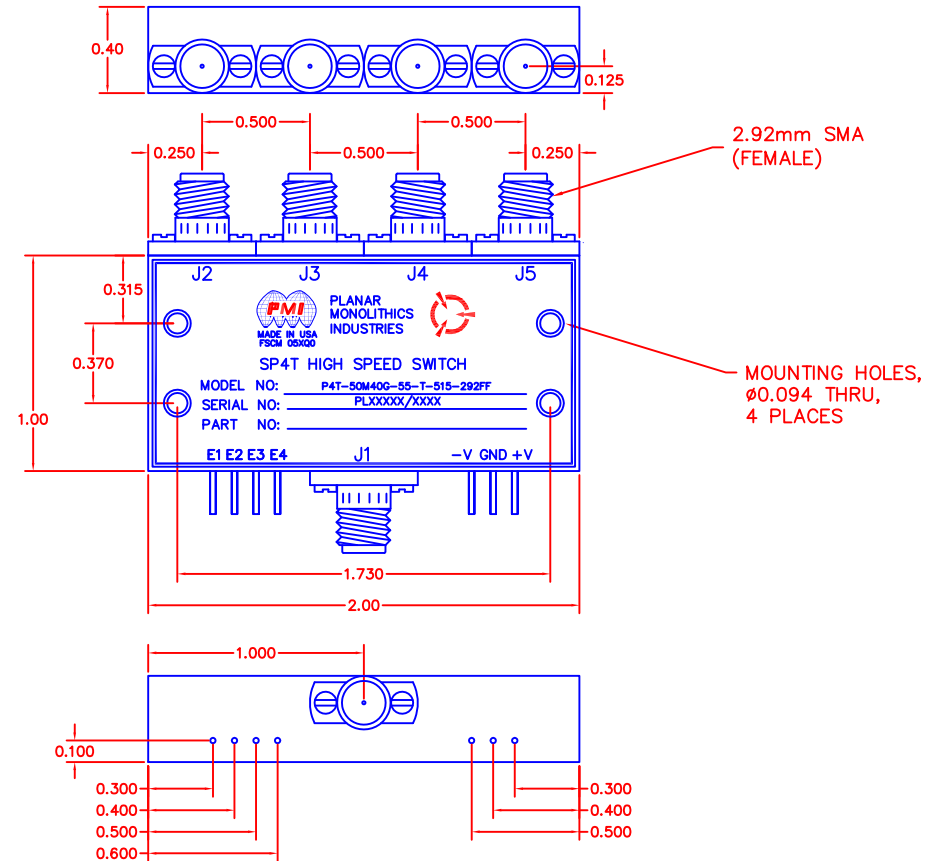 0.40
0.125
0.500
0.500
0.250
0.500
0.250
2.92mm SMA
(FEMALE)
J2 J3 J4 J5
0.315
PMI
MADE IN USA
FSCM 05XQ0
PLANAR
MONOLITHICS
INDUSTRIES
0.370
SP4T HIGH SPEED SWITCH
MODEL NO: P4T-50M40G-55-T-515-292FF
SERIAL NO: PLXXXXX/XXXX
PART NO:
MOUNTING HOLES,
ø0.094 THRU,
4 PLACES
1.00
E1 E2 E3 E4 J1 -V GND +V
1.730
2.00
1.000
0.100
0.300
0.300
0.400
0.400
0.500
0.500
0.600